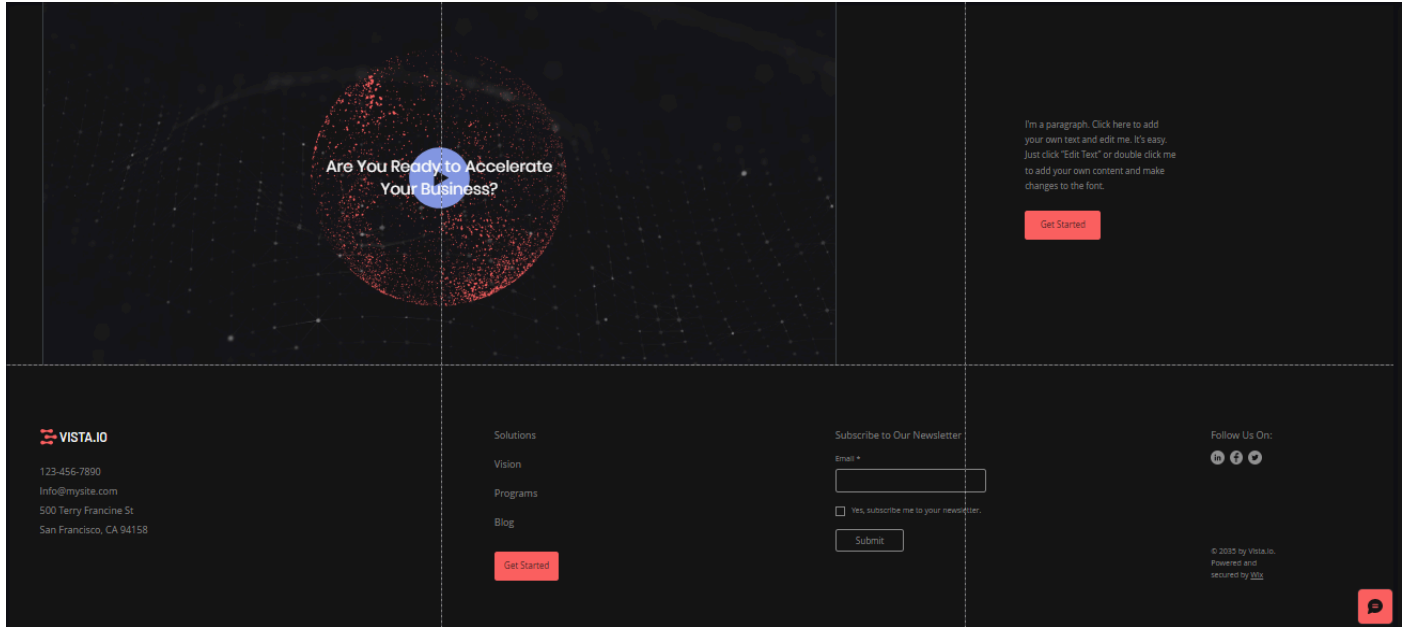 Are You Ready to Accelerate
Your Business?
I'm a paragraph. Click here to add
your own text and edit me. It's easy.
Just click "Edit Text" or double click me
to add your own content and make
changes to the font.
Get Started
VISTA.IO
123-456-7890
Info@mysite.com
500 Terry Francine St
San Francisco, CA 94158
Solutions
Vision
Programs
Blog
Get Started
Subscribe to Our Newsletter
Email *
Yes, subscribe me to your newsletter.
Submit
Follow Us On:
© 2035 by Vista.io.
Powered and
secured by Wix